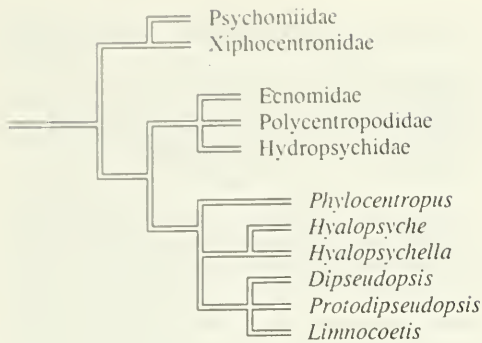 Psychomiidae
Xiphocentronidae
Ecnomidae
Polycentropodidae
Hydropsychidae
Phylocentropus
Hyalopsyche
Hyalopsychella
Dipseudopsis
Protodipseudopsis
Limnocoetis